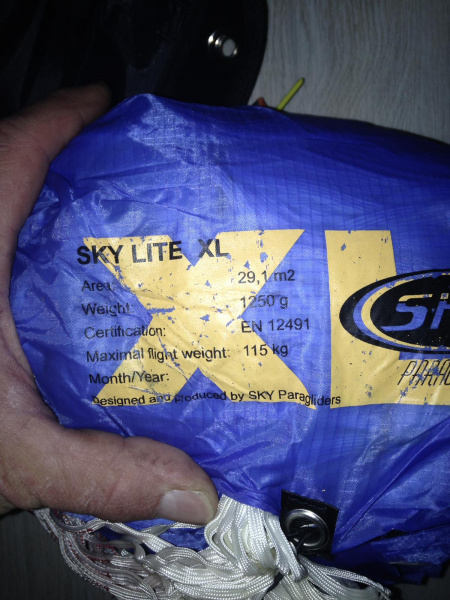 SKY LITE XL
Area: 29,1 m2
Weight: 1250 g
Certification: EN 12491
Maximal flight weight: 115 kg
Month/Year:
Designed and produced by SKY Paragliders
XL